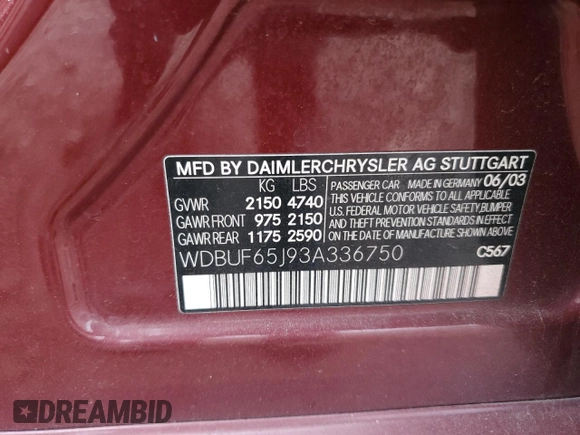 MFD BY DAIMLERCHRYSLER AG STUTTGART
KG LBS
GVWR 2150 4740
GAWR FRONT 975 2150
GAWR REAR 1175 2590
PASSENGER CAR MADE IN GERMANY 06/03
THIS VEHICLE CONFORMS TO ALL APPLICABLE
U.S. FEDERAL MOTOR VEHICLE SAFETY,BUMPER
AND THEFT PREVENTION STANDARDS IN EFFECT ON
THE DATE OF MANUFACTURE SHOWN ABOVE.
WDBUF65J93A336750 C567
DREAMBID